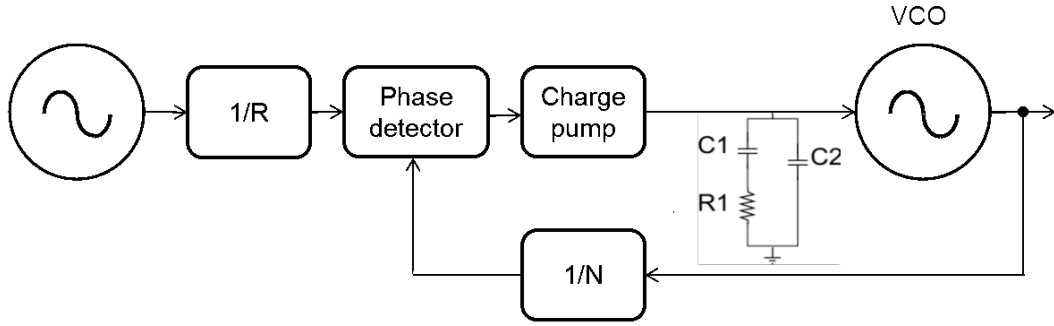 VCO
1/R
Phase
detector
Charge
pump
C1
C2
R1
1/N